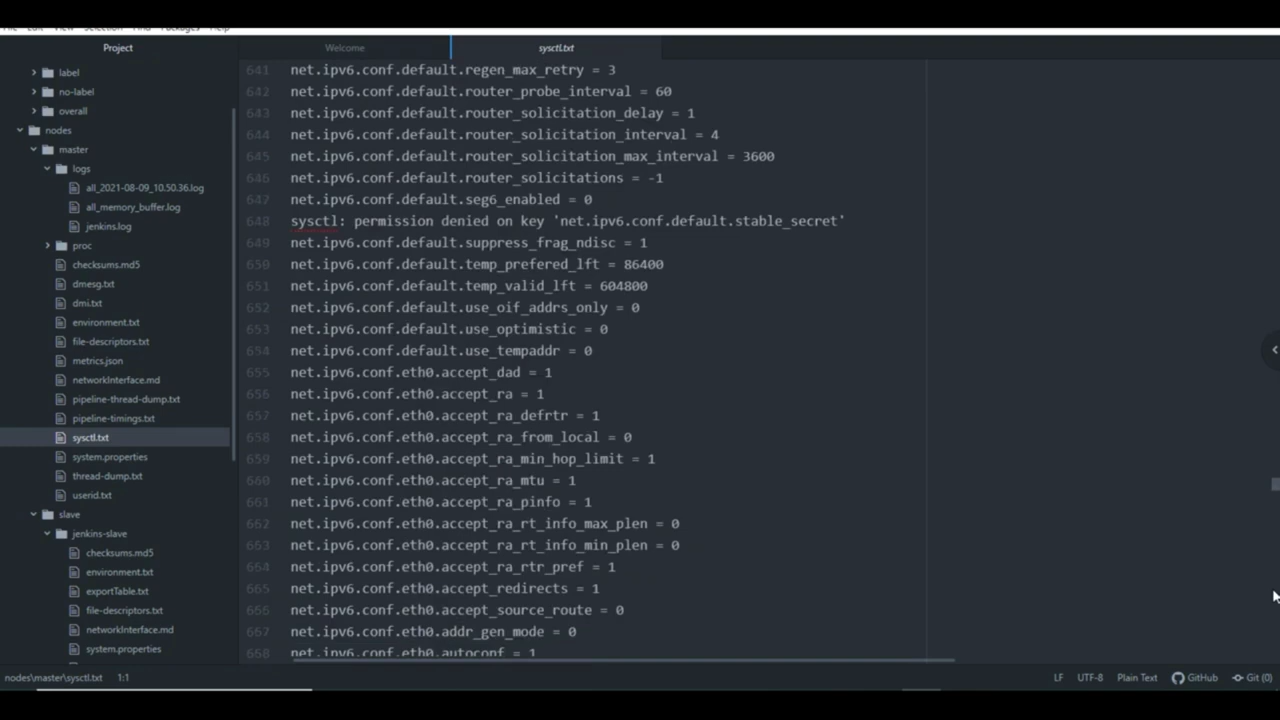 File Edit View Selection Find Packages Help
Project
Welcome
sysctl.txt
label
no-label
overall
nodes
master
logs
all_2021-08-09_10.50.36.log
all_memory_buffer.log
jenkins.log
proc
checksums.md5
dmesg.txt
dmi.txt
environment.txt
file-descriptors.txt
metrics.json
networkInterface.md
pipeline-thread-dump.txt
pipeline-timings.txt
sysctl.txt
system.properties
thread-dump.txt
userid.txt
slave
jenkins-slave
checksums.md5
environment.txt
exportTable.txt
file-descriptors.txt
networkInterface.md
system.properties
641 net.ipv6.conf.default.regen_max_retry = 3
642 net.ipv6.conf.default.router_probe_interval = 60
643 net.ipv6.conf.default.router_solicitation_delay = 1
644 net.ipv6.conf.default.router_solicitation_interval = 4
645 net.ipv6.conf.default.router_solicitation_max_interval = 3600
646 net.ipv6.conf.default.router_solicitations = -1
647 net.ipv6.conf.default.seg6_enabled = 0
648 sysctl: permission denied on key 'net.ipv6.conf.default.stable_secret'
649 net.ipv6.conf.default.suppress_frag_ndisc = 1
650 net.ipv6.conf.default.temp_prefered_lft = 86400
651 net.ipv6.conf.default.temp_valid_lft = 604800
652 net.ipv6.conf.default.use_oif_addrs_only = 0
653 net.ipv6.conf.default.use_optimistic = 0
654 net.ipv6.conf.default.use_tempaddr = 0
655 net.ipv6.conf.eth0.accept_dad = 1
656 net.ipv6.conf.eth0.accept_ra = 1
657 net.ipv6.conf.eth0.accept_ra_defrtr = 1
658 net.ipv6.conf.eth0.accept_ra_from_local = 0
659 net.ipv6.conf.eth0.accept_ra_min_hop_limit = 1
660 net.ipv6.conf.eth0.accept_ra_mtu = 1
661 net.ipv6.conf.eth0.accept_ra_pinfo = 1
662 net.ipv6.conf.eth0.accept_ra_rt_info_max_plen = 0
663 net.ipv6.conf.eth0.accept_ra_rt_info_min_plen = 0
664 net.ipv6.conf.eth0.accept_ra_rtr_pref = 1
665 net.ipv6.conf.eth0.accept_redirects = 1
666 net.ipv6.conf.eth0.accept_source_route = 0
667 net.ipv6.conf.eth0.addr_gen_mode = 0
668 net.ipv6.conf.eth0.autoconf = 1
nodes\master\sysctl.txt 1:1
LF UTF-8 Plain Text GitHub Git (0)